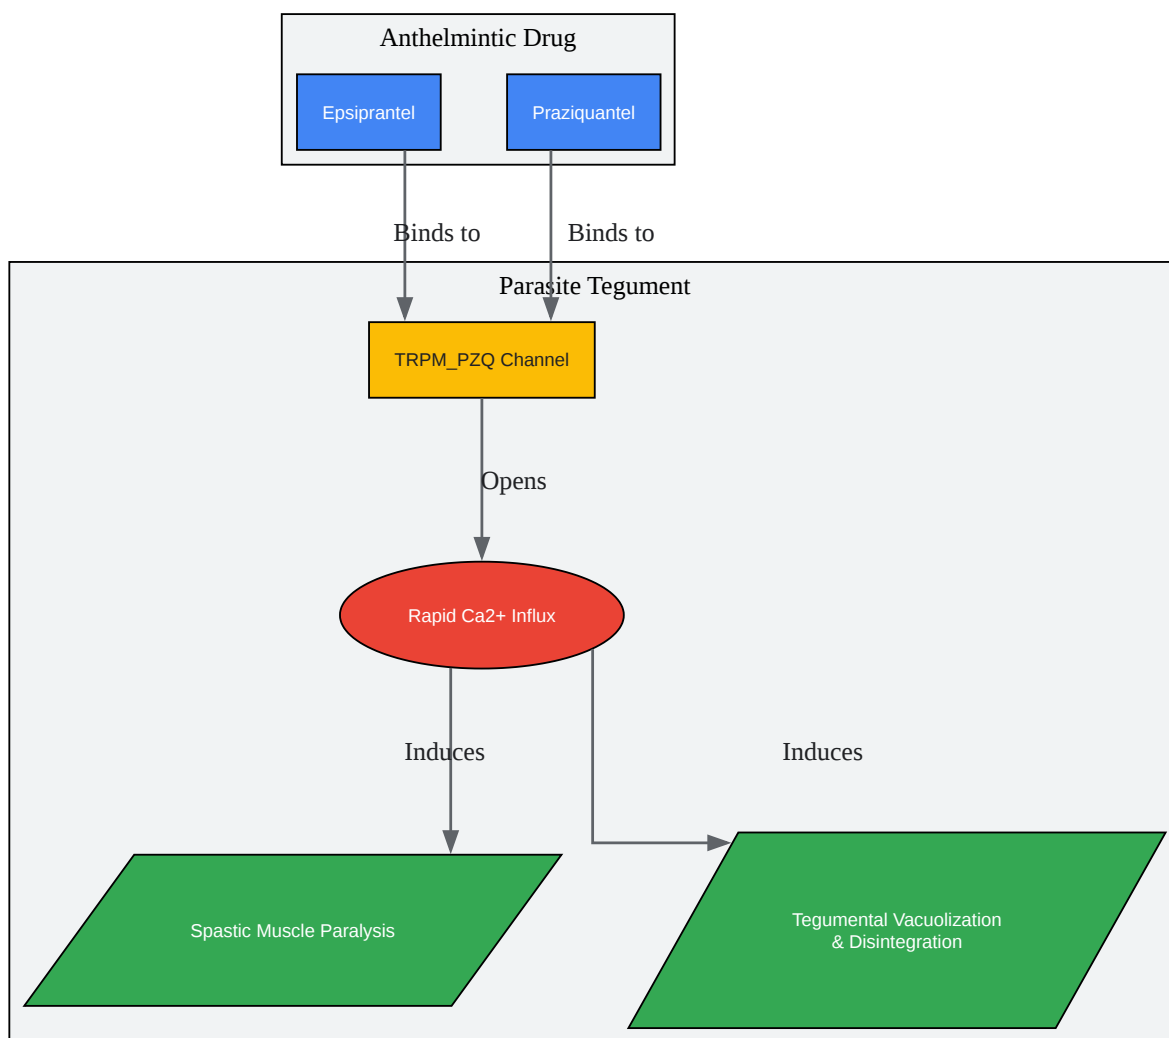 Anthelmintic Drug
Epsiprantel
Praziquantel
Binds to
Binds to
Parasite Tegument
TRPM_PZQ Channel
Opens
Rapid Ca2+ Influx
Induces
Induces
Spastic Muscle Paralysis
Tegumental Vacuolization
& Disintegration